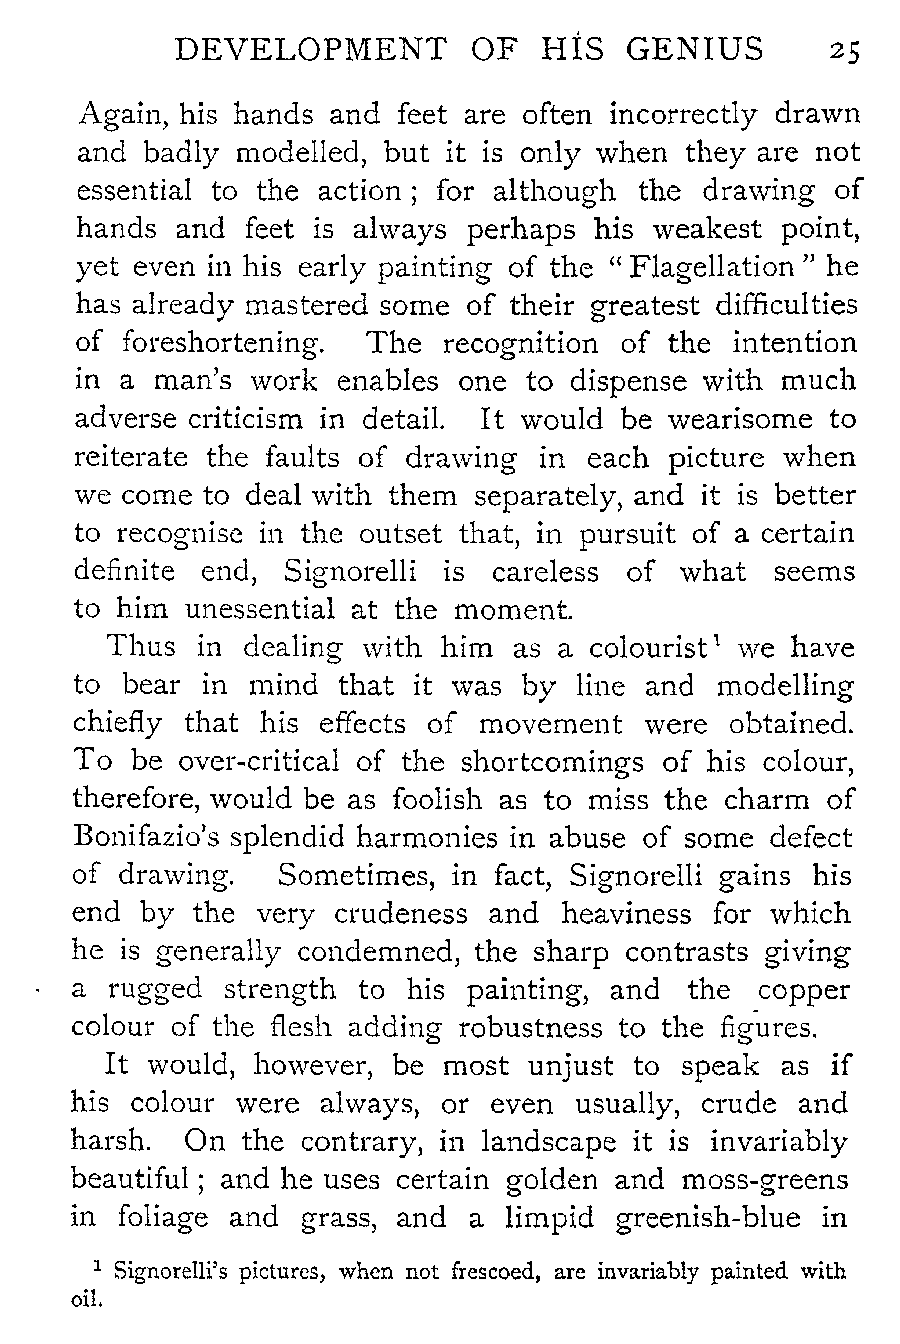 DEVELOPMENT OF HIS GENIUS 25
Again, his hands and feet are often incorrectly drawn
and badly modelled, but it is only when they are not
essential to the action ; for although the drawing of
hands and feet is always perhaps his weakest point,
yet even in his early painting of the “ Flagellation ” he
has already mastered some of their greatest difficulties
of foreshortening. The recognition of the intention
in a man’s work enables one to dispense with much
adverse criticism in detail. It would be wearisome to
reiterate the faults of drawing in each picture when
we come to deal with them separately, and it is better
to recognise in the outset that, in pursuit of a certain
definite end, Signorelli is careless of what seems
to him unessential at the moment.
Thus in dealing with him as a colourist¹ we have
to bear in mind that it was by line and modelling
chiefly that his effects of movement were obtained.
To be over-critical of the shortcomings of his colour,
therefore, would be as foolish as to miss the charm of
Bonifazio’s splendid harmonies in abuse of some defect
of drawing. Sometimes, in fact, Signorelli gains his
end by the very crudeness and heaviness for which
he is generally condemned, the sharp contrasts giving
a rugged strength to his painting, and the copper
colour of the flesh adding robustness to the figures.
It would, however, be most unjust to speak as if
his colour were always, or even usually, crude and
harsh. On the contrary, in landscape it is invariably
beautiful ; and he uses certain golden and moss-greens
in foliage and grass, and a limpid greenish-blue in
¹ Signorelli’s pictures, when not frescoed, are invariably painted with
oil.